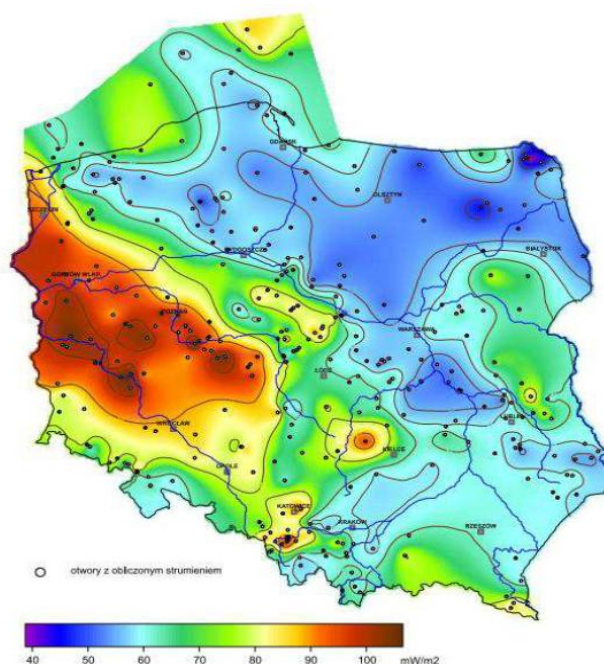 GDAŃSK
OLSZTYN
SZCZECIN
BYDGOSZCZ
BIAŁYSTOK
GORZÓW WLKP.
POZNAŃ
WARSZAWA
ŁÓDŹ
WROCŁAW
LUBLIN
OPOLE
KIELCE
KATOWICE
KRAKÓW
RZESZÓW
otwory z obliczonym strumieniem
40 50 60 70 80 90 100 mW/m2